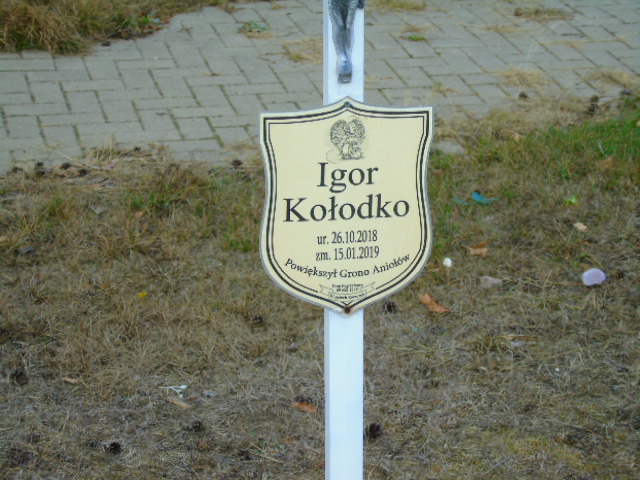 Igor
Kołodko
ur. 26.10.2018
zm. 15.01.2019
Powiększył Grono Aniołów